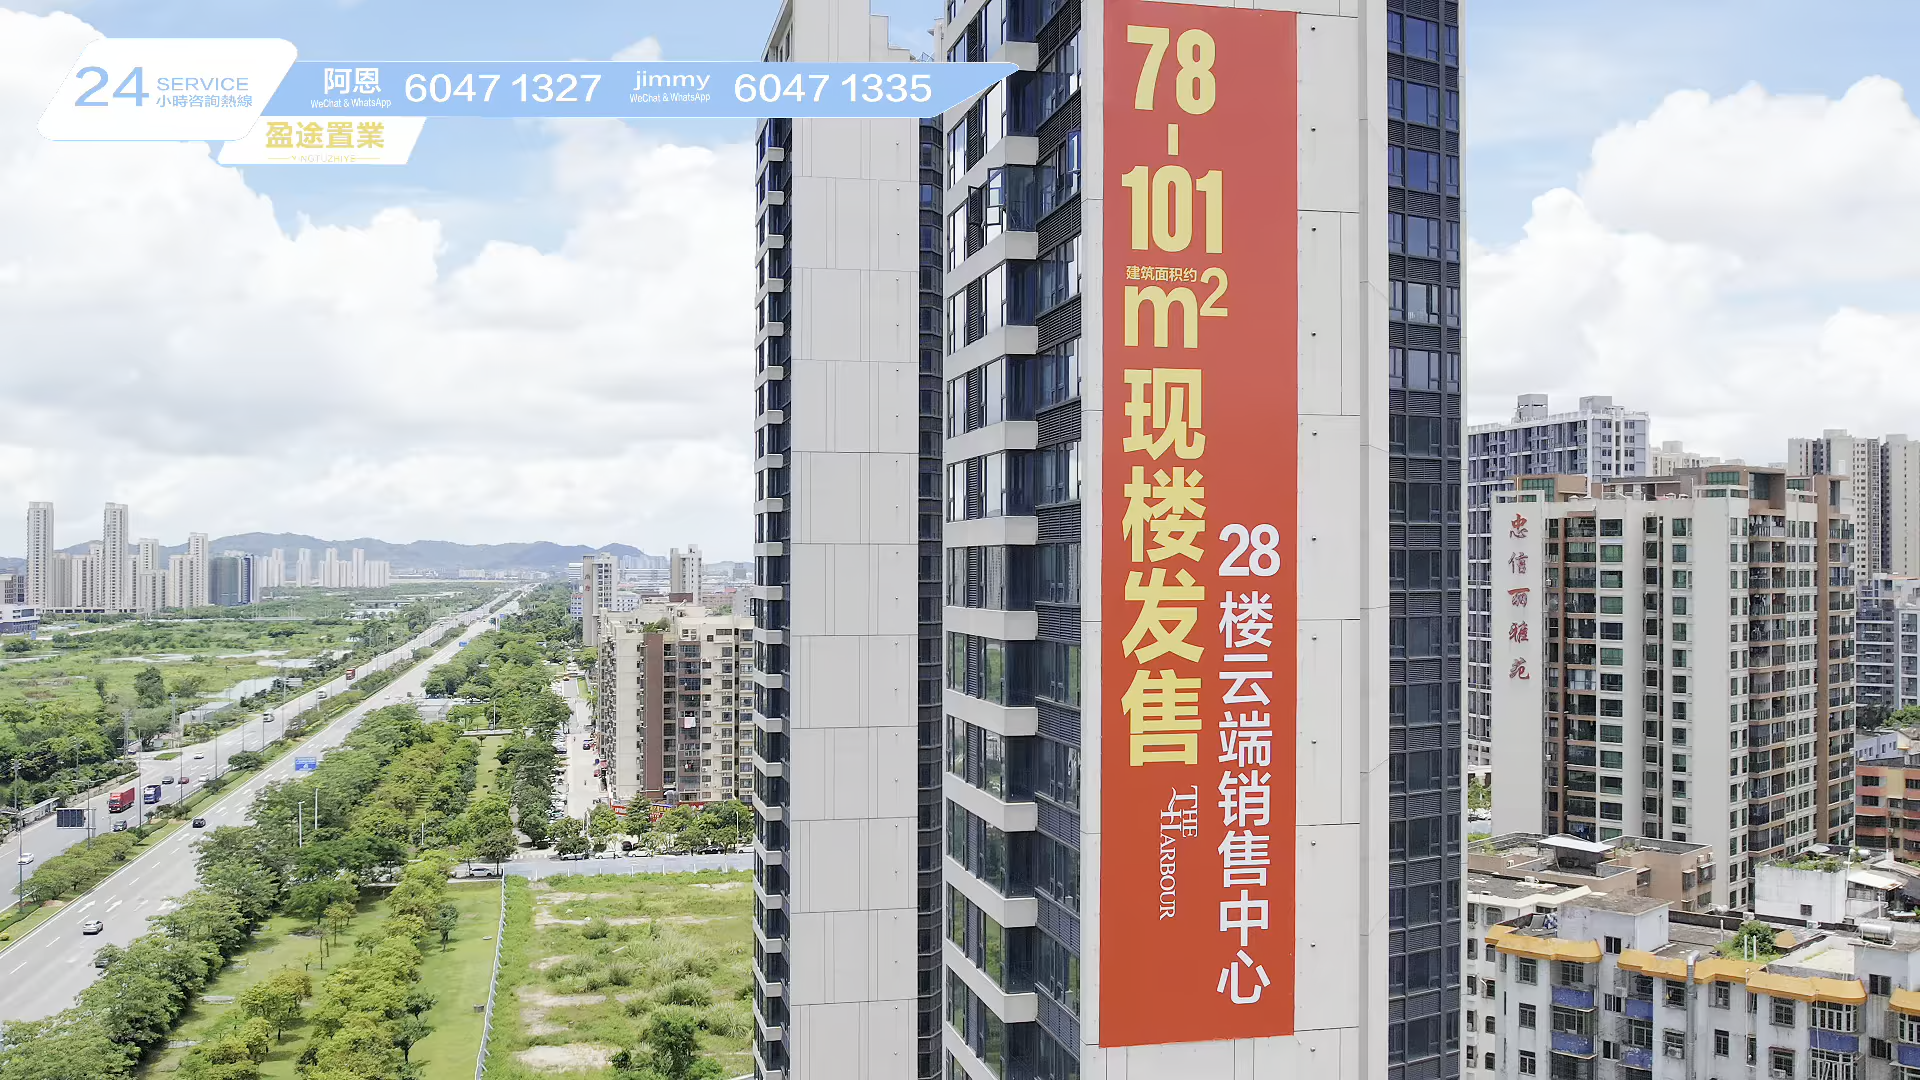 24 SERVICE
小時咨詢熱線
阿恩
WeChat & WhatsApp
6047 1327
jimmy
WeChat & WhatsApp
6047 1335
盈途置業
YINGTUZHIYE
78-101
建筑面积约
m²
现楼发售
THE HARBOUR
28楼云端销售中心
忠信丽雅苑